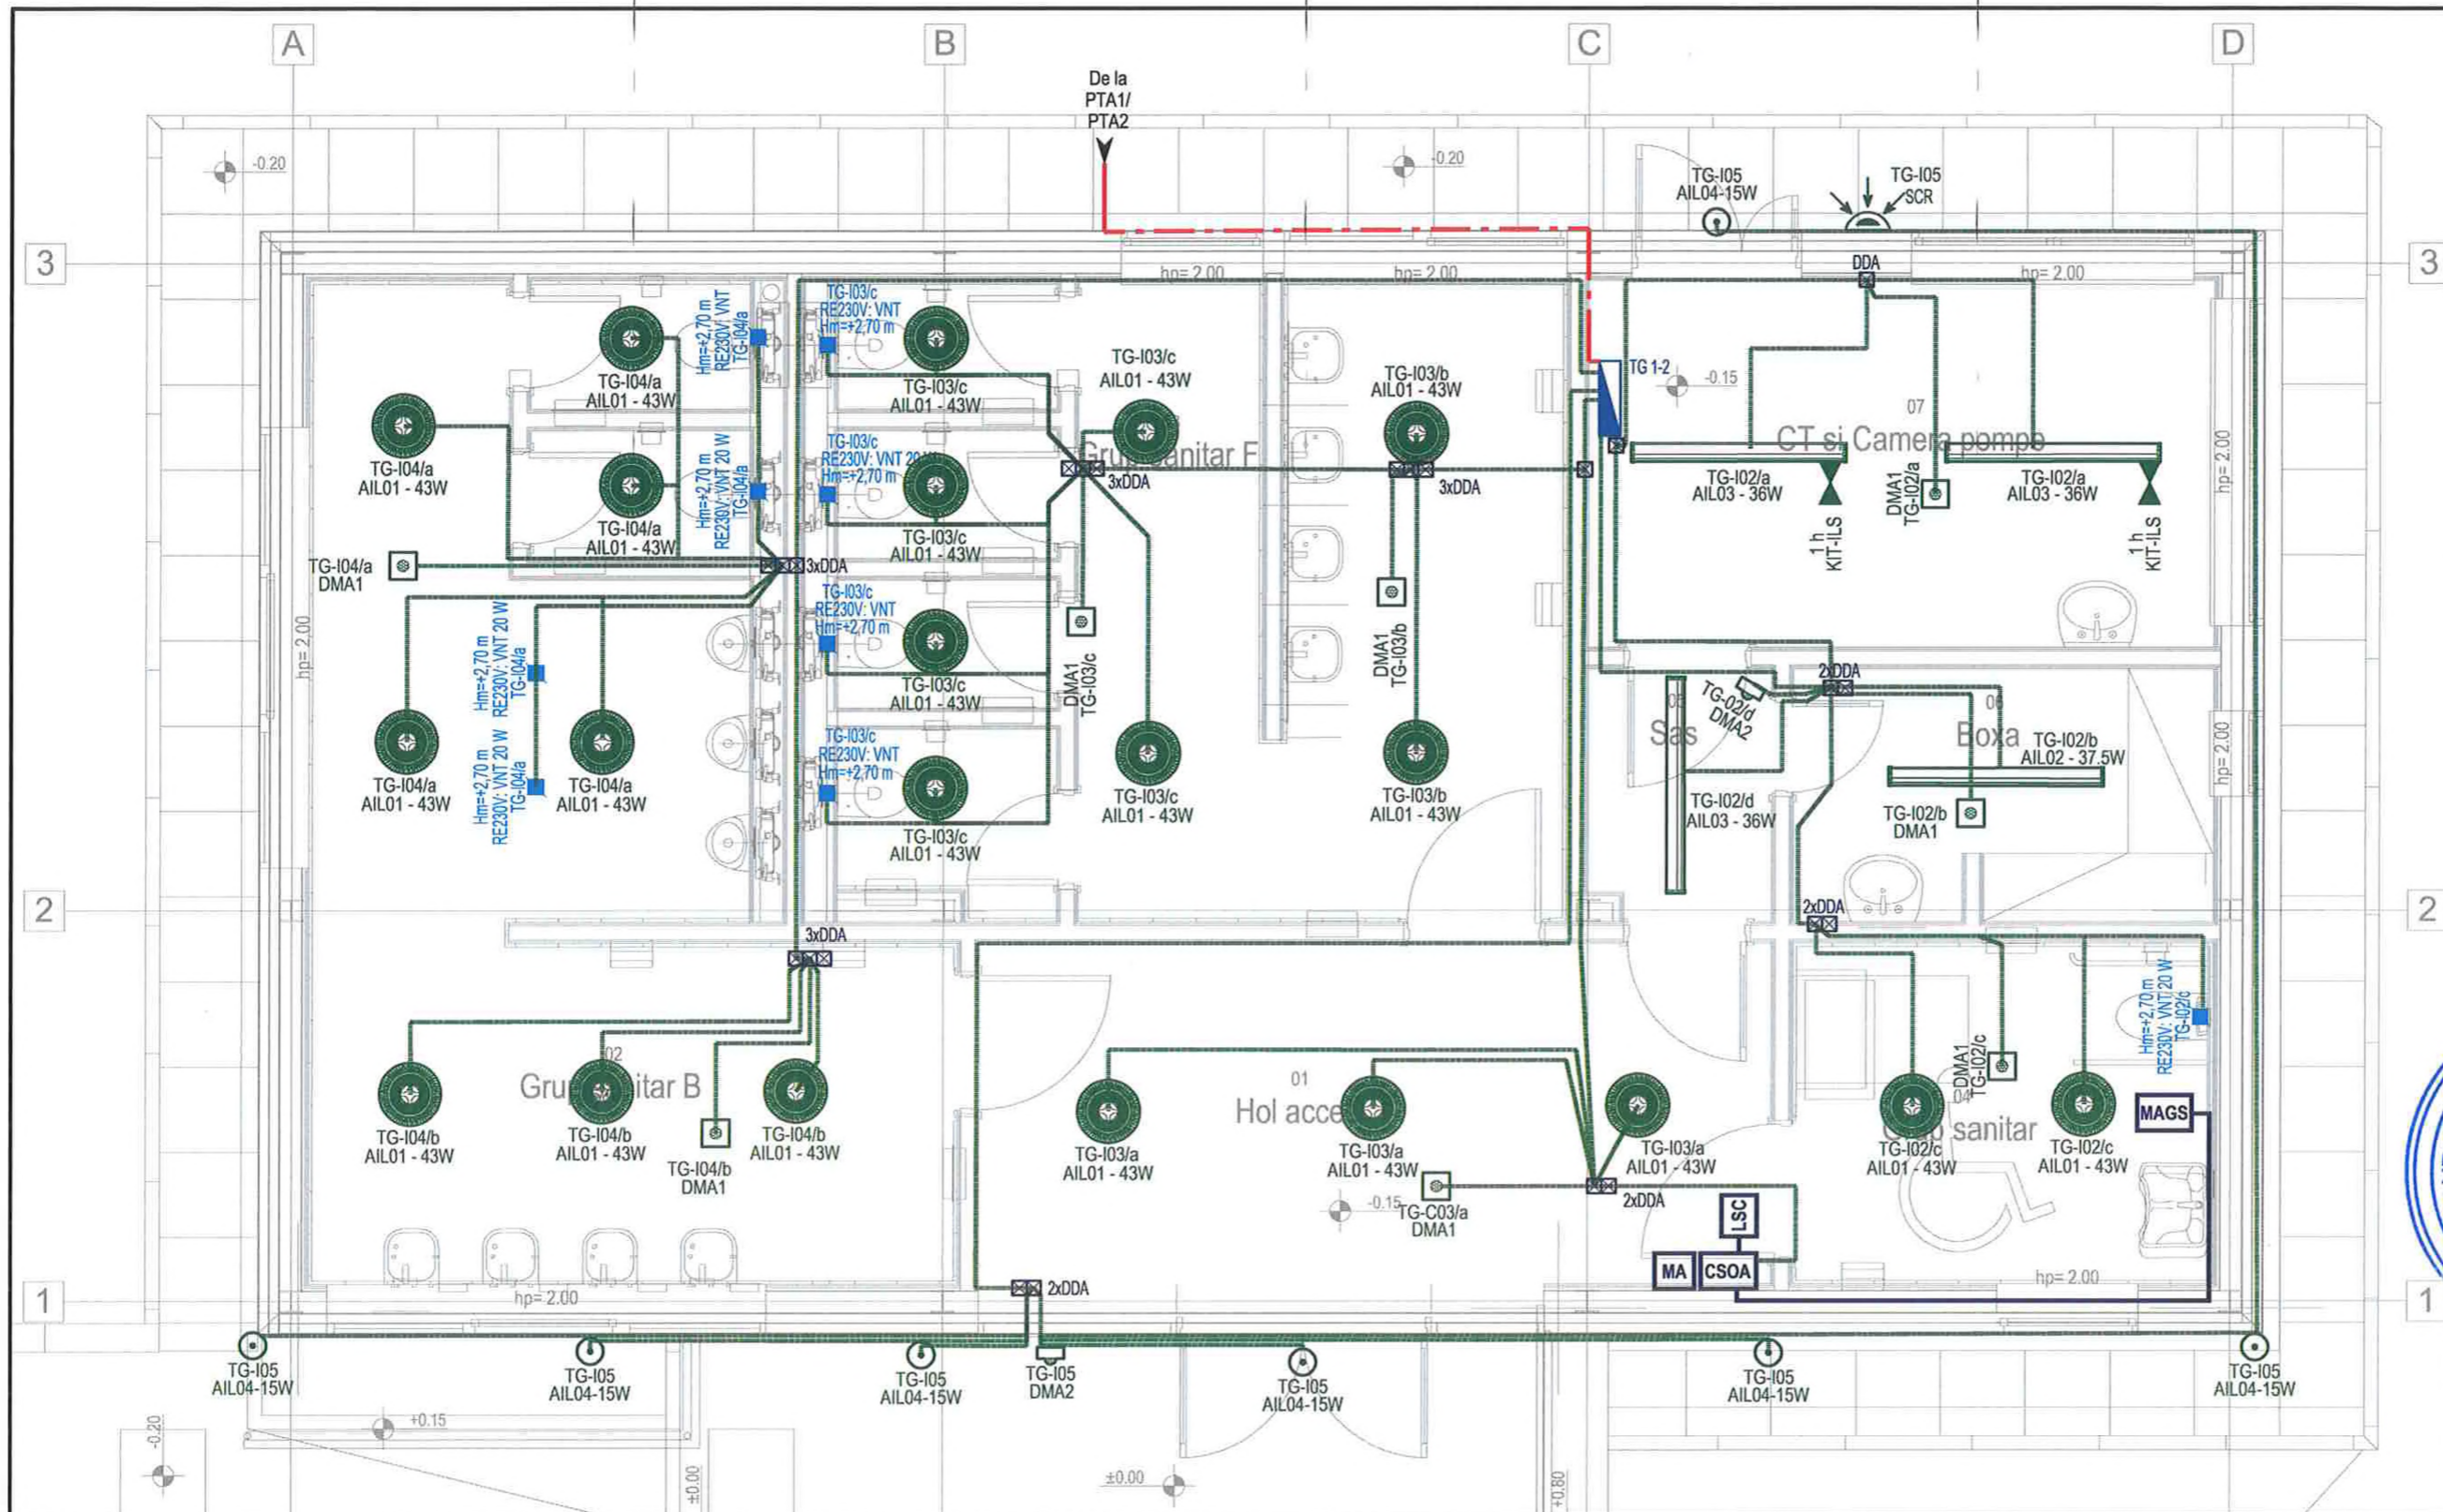 A
B
C
D
De la
PTA1/
PTA2
-0.20
-0.20
TG-I05
AIL04-15W
TG-I05
SCR
3
3
hp= 2.00
hp= 2.00
DDA
hp= 2.00
Hm=+2,70 m
RE230V: VNT
TG-I04/a
TG-I03/c
RE230V: VNT
Hm=+2,70 m
TG-I04/a
AIL01 - 43W
TG-I03/c
AIL01 - 43W
TG-I03/c
AIL01 - 43W
TG-I03/b
AIL01 - 43W
TG 1-2
-0.15
07
CT si Camera pompe
TG-I04/a
AIL01 - 43W
Hm=+2,70 m
RE230V: VNT 20 W
TG-I04/a
TG-I03/c
RE230V: VNT 20
Hm=+2,70 m
sanitar F
3xDDA
3xDDA
TG-I02/a
AIL03 - 36W
DMA1
TG-I02/a
TG-I02/a
AIL03 - 36W
hp= 2.00
1 h
KIT-ILS
1 h
KIT-ILS
TG-I04/a
AIL01 - 43W
TG-I03/c
AIL01 - 43W
TG-I04/a
DMA1
3xDDA
TG-I03/c
RE230V: VNT
Hm=+2,70 m
hp= 2.00
Hm=+2,70 m
RE230V: VNT 20 W
TG-I04/a
DMA1
TG-I03/c
DMA1
TG-I03/b
TG-I03/c
AIL01 - 43W
2xDDA
TG-02/d
DMA2
Sas
Boxa
TG-I02/b
AIL02 - 37.5W
hp= 2.00
Hm=+2,70 m
RE230V: VNT 20 W
TG-I04/a
TG-I03/c
RE230V: VNT
Hm=+2,70 m
TG-I04/a
AIL01 - 43W
TG-I04/a
AIL01 - 43W
TG-I03/c
AIL01 - 43W
TG-I03/c
AIL01 - 43W
TG-I03/b
AIL01 - 43W
TG-I02/d
AIL03 - 36W
TG-I02/b
DMA1
2
2
3xDDA
2xDDA
Hm=+2,70 m
RE230V: VNT 20 W
TG-I02/c
02
Grup sanitar B
01
Hol acce
DMA1
TG-I02/c
04
sanitar
MAGS
TG-I04/b
AIL01 - 43W
TG-I04/b
AIL01 - 43W
TG-I04/b
AIL01 - 43W
TG-I04/b
DMA1
TG-I03/a
AIL01 - 43W
TG-I03/a
AIL01 - 43W
TG-I03/a
AIL01 - 43W
TG-I02/c
AIL01 - 43W
TG-I02/c
AIL01 - 43W
-0.15
TG-C03/a
DMA1
2xDDA
LSC
MA
CSOA
hp= 2.00
1
1
hp= 2.00
2xDDA
TG-I05
AIL04-15W
TG-I05
AIL04-15W
TG-I05
AIL04-15W
TG-I05
DMA2
TG-I05
AIL04-15W
TG-I05
AIL04-15W
TG-I05
AIL04-15W
-0.20
+0.15
±0.00
±0.00
+0.80